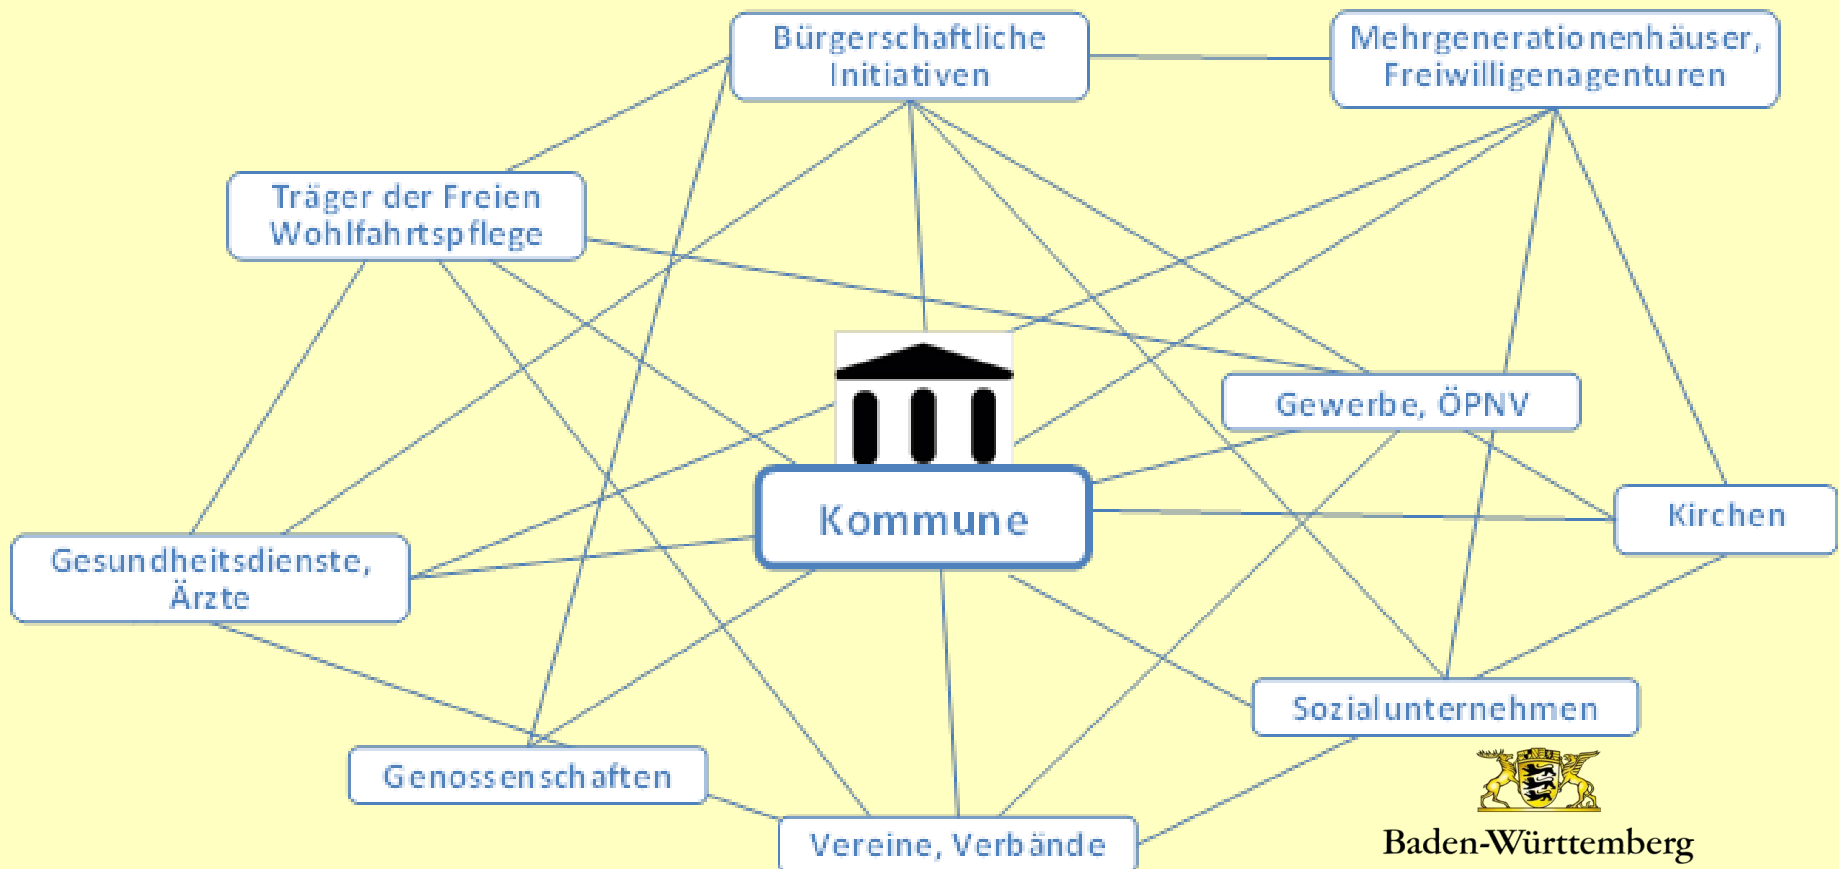 Bürgerschaftliche
Initiativen
Mehrgenerationenhäuser,
Freiwilligenagenturen
Träger der Freien
Wohlfahrtspflege
Gewerbe, ÖPNV
Kommune
Kirchen
Gesundheitsdienste,
Ärzte
Sozialunternehmen
Genossenschaften
Vereine, Verbände
Baden-Württemberg